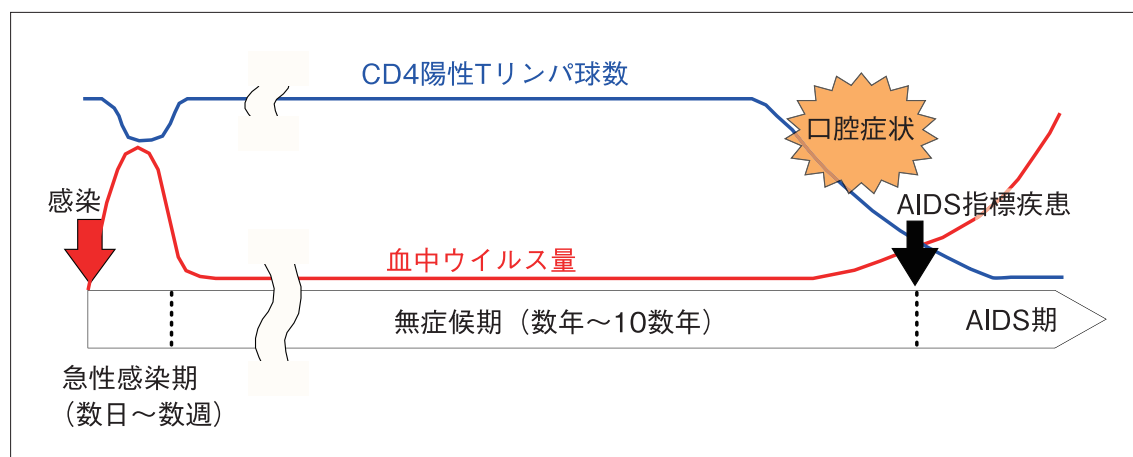 CD4陽性Tリンパ球数
口腔症状
感染
AIDS指標疾患
血中ウイルス量
無症候期（数年～10数年）
AIDS期
急性感染期
（数日～数週）